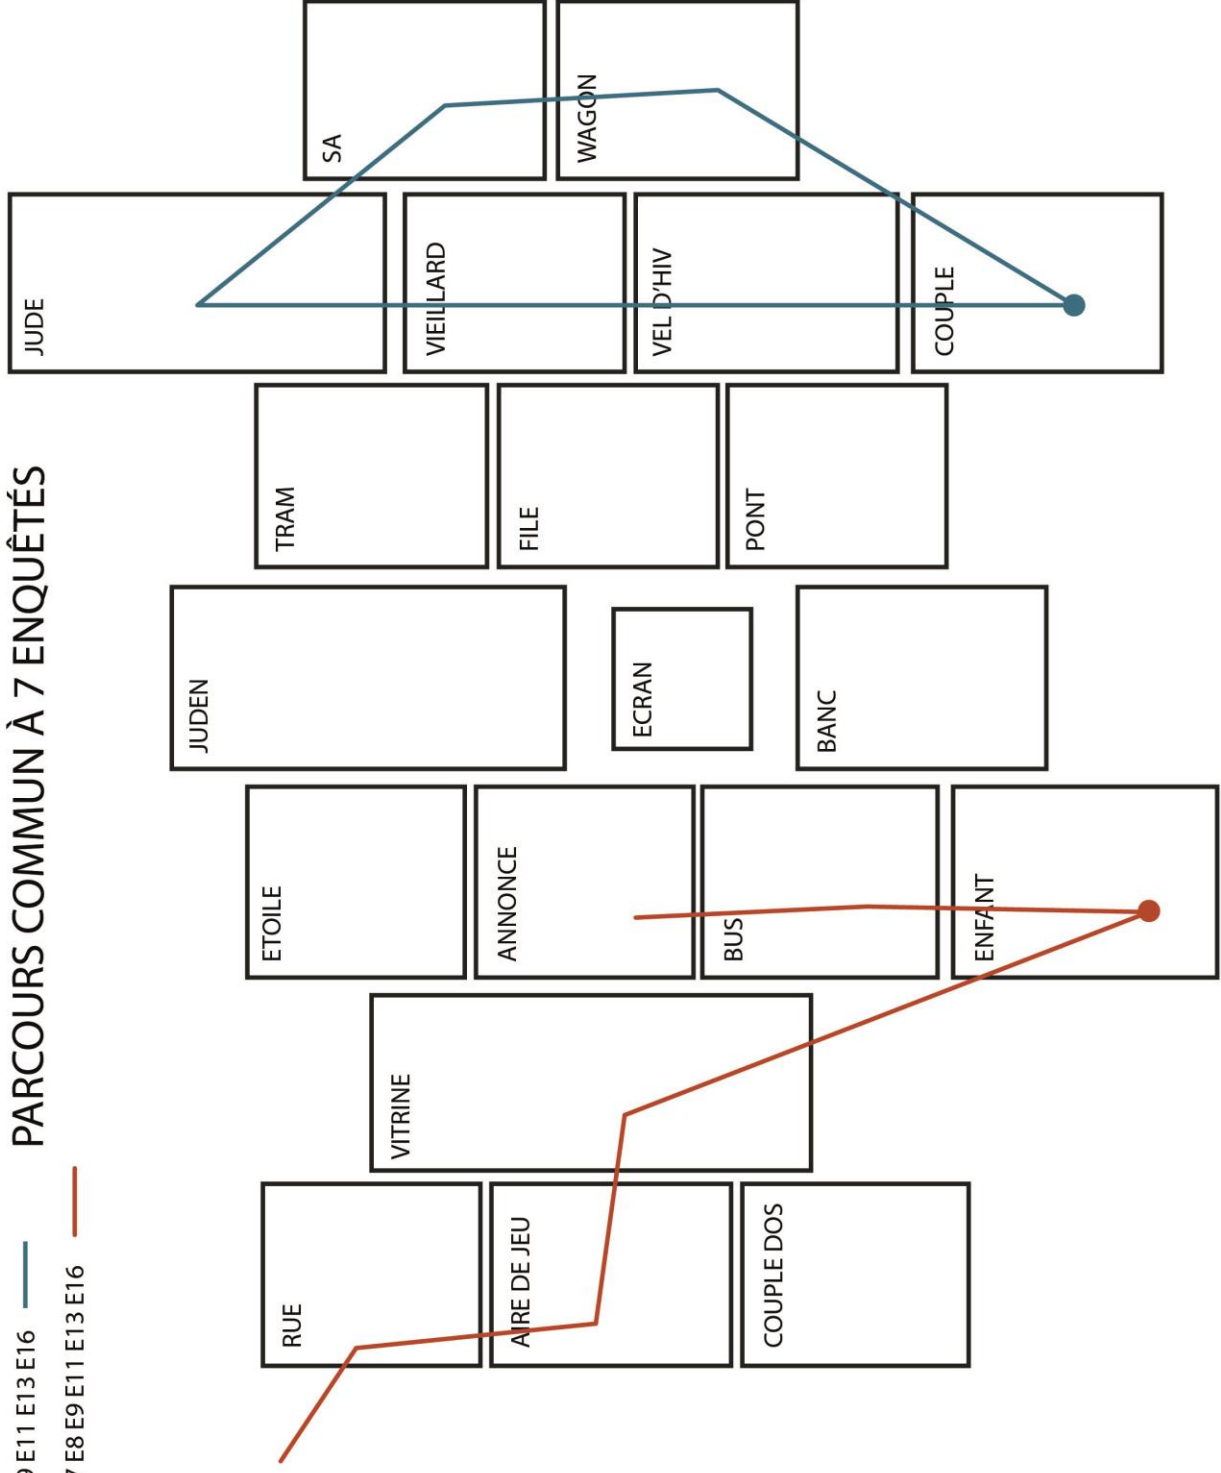 E11 E13 E16
PARCOURS COMMUN À 7 ENQUÊTÉS
E8 E9 E11 E13 E16
JUDE
JUDEN
ETOILE
TRAM
RUE
SA
VITRINE
VIEILLARD
ANNONCE
AIRE DE JEU
FILE
WAGON
ECRAN
VEL D'HIV
BUS
PONT
COUPLE DOS
BANC
COUPLE
ENFANT